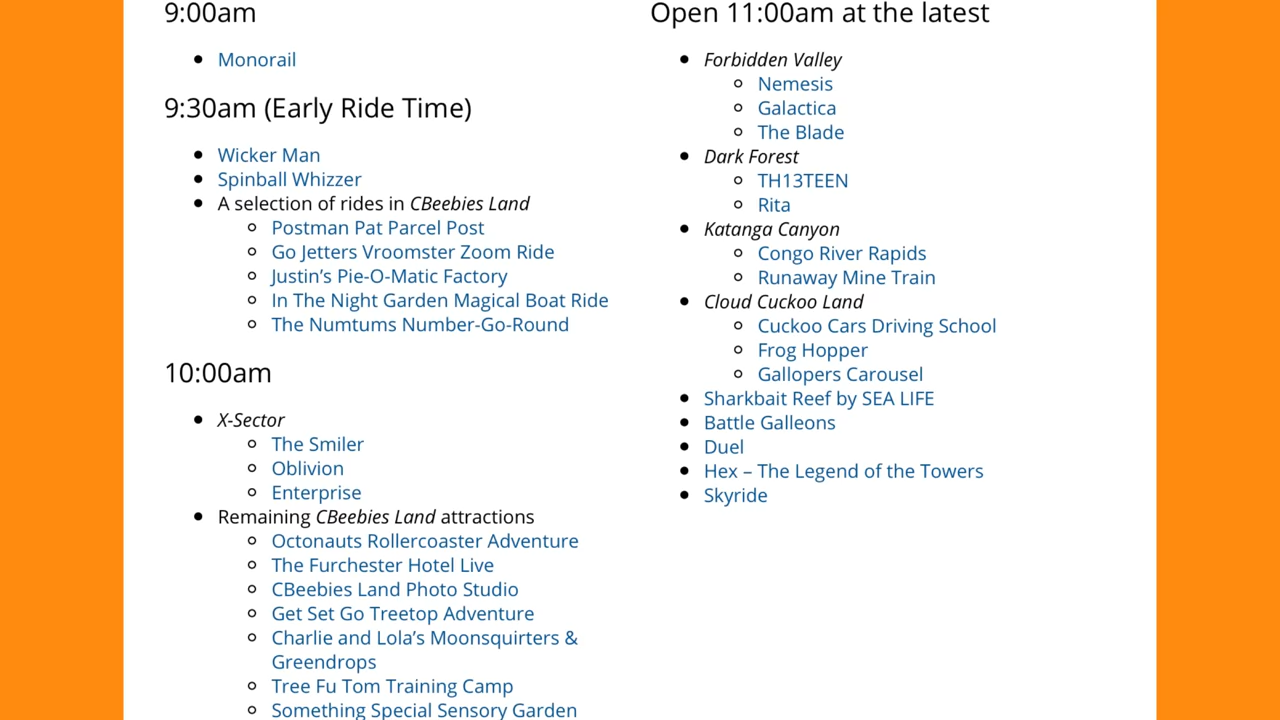 9:00am
Monorail
9:30am (Early Ride Time)
Wicker Man
Spinball Whizzer
A selection of rides in CBeebies Land
Postman Pat Parcel Post
Go Jetters Vroomster Zoom Ride
Justin’s Pie-O-Matic Factory
In The Night Garden Magical Boat Ride
The Numtums Number-Go-Round
10:00am
X-Sector
The Smiler
Oblivion
Enterprise
Remaining CBeebies Land attractions
Octonauts Rollercoaster Adventure
The Furchester Hotel Live
CBeebies Land Photo Studio
Get Set Go Treetop Adventure
Charlie and Lola’s Moonsquirters &
Greendrops
Tree Fu Tom Training Camp
Something Special Sensory Garden
Open 11:00am at the latest
Forbidden Valley
Nemesis
Galactica
The Blade
Dark Forest
TH13TEEN
Rita
Katanga Canyon
Congo River Rapids
Runaway Mine Train
Cloud Cuckoo Land
Cuckoo Cars Driving School
Frog Hopper
Gallopers Carousel
Sharkbait Reef by SEA LIFE
Battle Galleons
Duel
Hex – The Legend of the Towers
Skyride